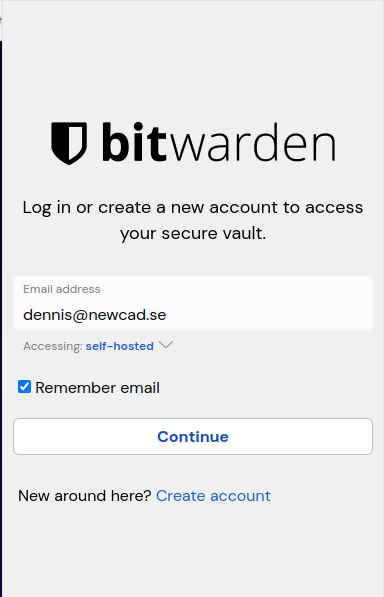 bitwarden
Log in or create a new account to access
your secure vault.
Email address
dennis@newcad.se
Accessing: self-hosted
Remember email
Continue
New around here? Create account